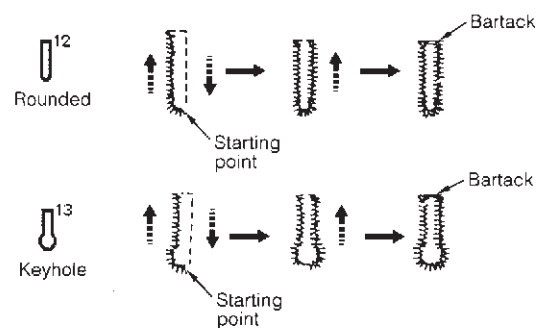 12
Rounded
Starting
point
Bartack
13
Keyhole
Starting
point
Bartack